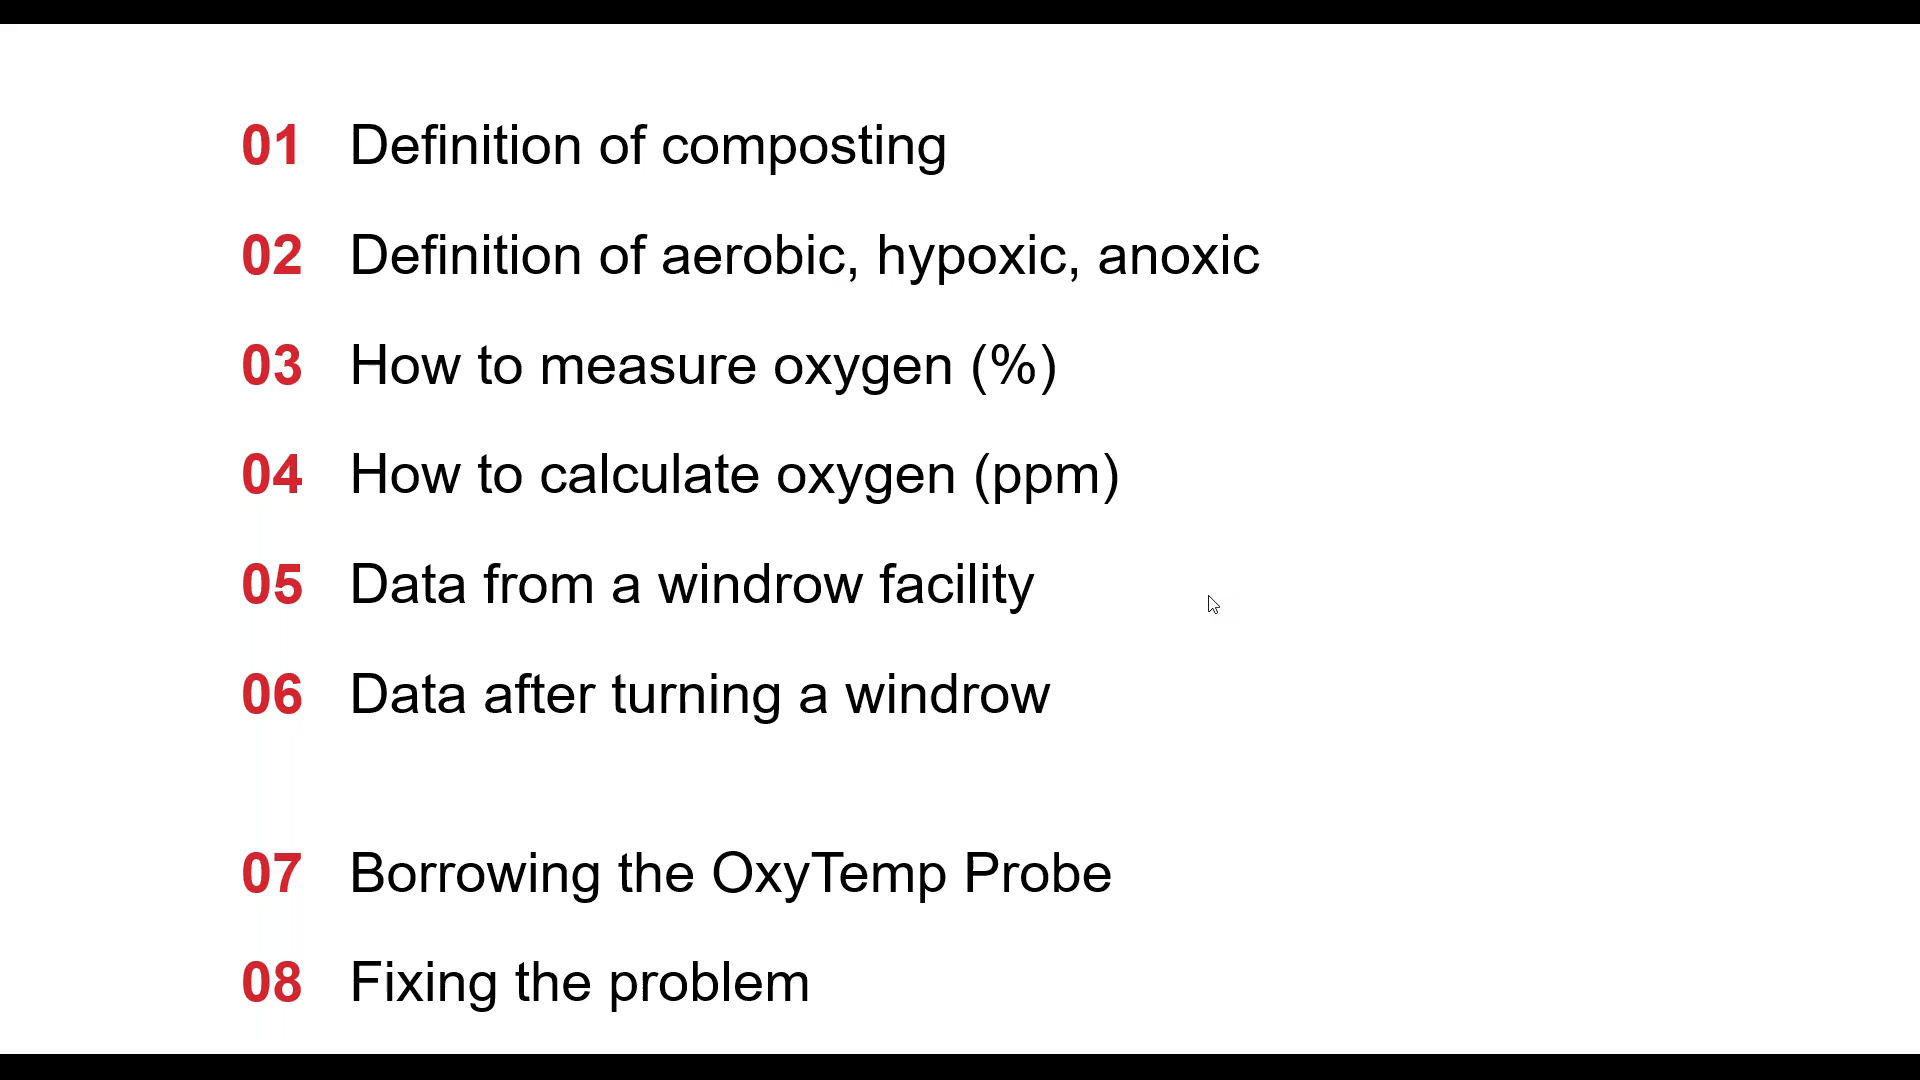 01 Definition of composting
02 Definition of aerobic, hypoxic, anoxic
03 How to measure oxygen (%)
04 How to calculate oxygen (ppm)
05 Data from a windrow facility
06 Data after turning a windrow
07 Borrowing the OxyTemp Probe
08 Fixing the problem